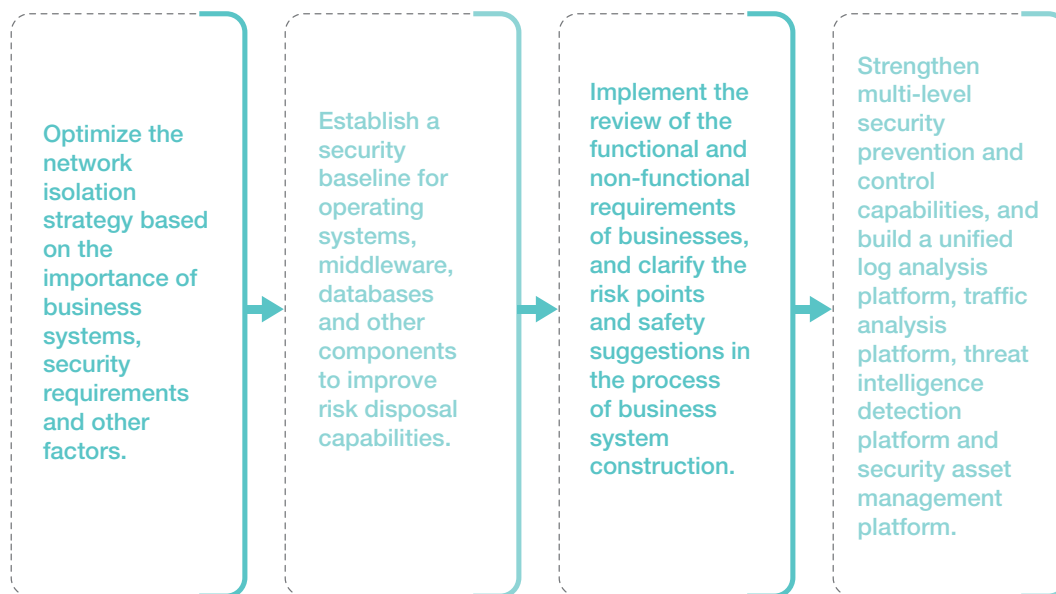 Optimize the
network
isolation
strategy based
on the
importance of
business
systems,
security
requirements
and other
factors.
Establish a
security
baseline for
operating
systems,
middleware,
databases
and other
components
to improve
risk disposal
capabilities.
Implement the
review of the
functional and
non-functional
requirements
of businesses,
and clarify the
risk points
and safety
suggestions in
the process
of business
system
construction.
Strengthen
multi-level
security
prevention and
control
capabilities, and
build a unified
log analysis
platform, traffic
analysis
platform, threat
intelligence
detection
platform and
security asset
management
platform.